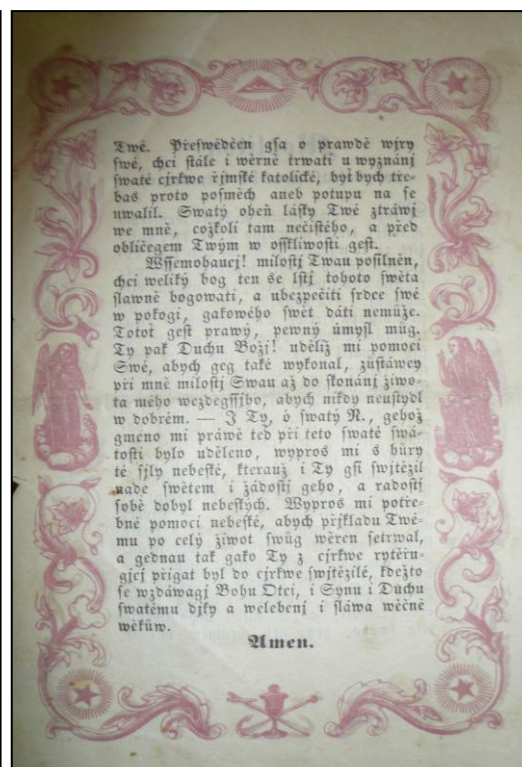 Twé. Přeſwědčen gſa o prawdě wjry
ſwé, chci ſtále i wěrně trwati u wyznánj
ſwaté cjrkwe řjmſké katolické, byť bych tře-
bas proto poſměch aneb potupu na ſe
uwalil. Swatý oheň láſky Twé ztráwj
we mně, cožkoli tam nečiſtého, a před
obličegem Twým w oſſkliwoſti geſt.
Wſſemohaucj! miloſtj Twau poſilněn,
chci weliký bog ten ſe lſtj tohoto ſwěta
ſlawně bogowati, a ubezpečiti ſrdce ſwé
w pokogi, gakowého ſwět dáti nemůže.
Totoť geſt prawý, pewný úmyſl můg.
Ty pak Duchu Božj! uděliž mi pomoci
Swé, abych geg také wykonal, zůſtáwey
při mně miloſtj Swau až do ſkonánj žiwo-
ta mého wezdegſſjho, abych nikdy neuſtydl
w dobrém. — J Ty, ó ſwatý N., gehož
gméno mi práwě teď při této ſwaté ſwá-
toſti bylo uděleno, wypros mi s hůry
té ſjly nebeſké, kterauž i Ty gſi ſwjtězil
nade ſwětem i žádoſtj geho, a radoſtj
ſobě dobyl nebeſkých. Wypros mi potře-
bné pomoci nebeſké, abych přjkladu Twé-
mu po celý žiwot ſwůg wěren ſetrwal,
a gednau tak gako Ty z cjrkwe rytěřu-
gjcj přigat byl do cjrkwe ſwjtězilé, kdežto
ſe wzdáwagj Bohu Otci, i Synu i Duchu
ſwatému djky a welebenj i ſláwa wěčně
wěkůw.
Amen.